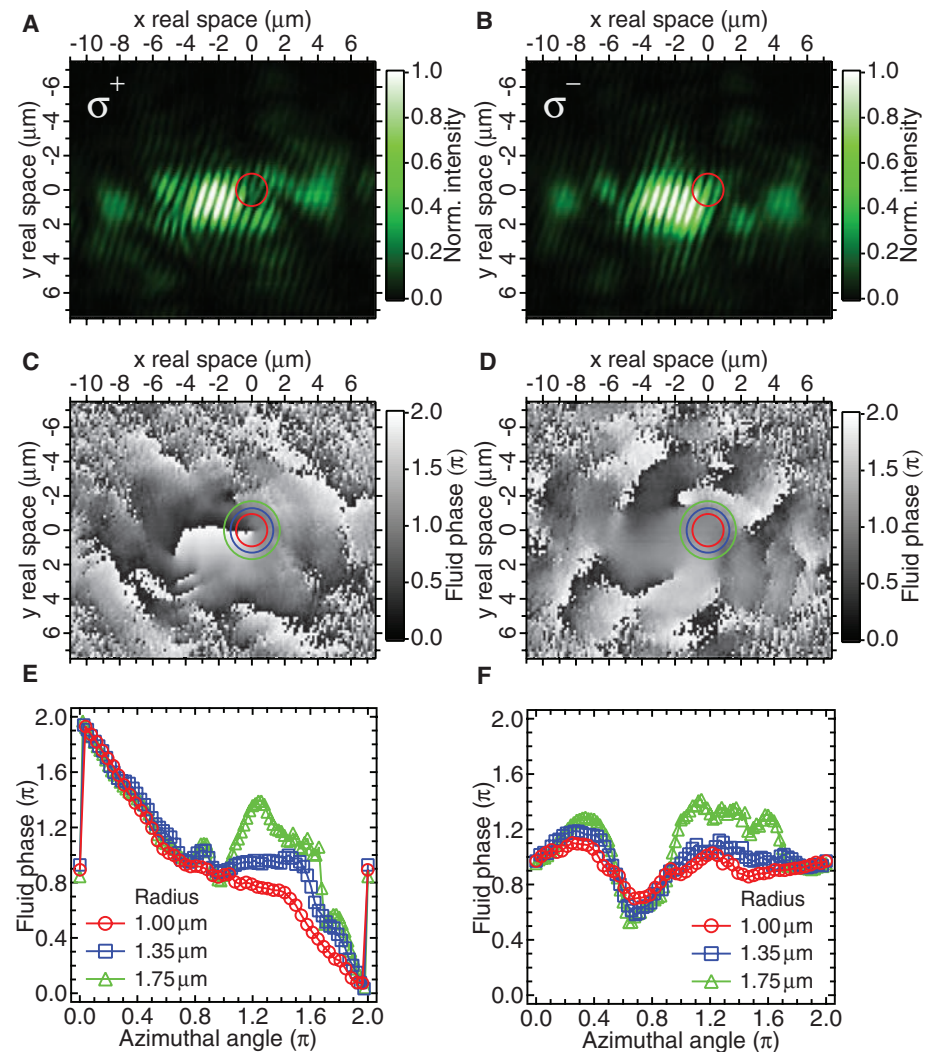 A
x real space (μm)
-10 -8 -6 -4 -2 0 2 4 6
y real space (μm)
-6 -4 -2 0 2 4 6
σ+
1.0
0.8
0.6
0.4
0.2
0.0
Norm. intensity
B
x real space (μm)
-10 -8 -6 -4 -2 0 2 4 6
y real space (μm)
-6 -4 -2 0 2 4 6
σ−
1.0
0.8
0.6
0.4
0.2
0.0
Norm. intensity
C
x real space (μm)
-10 -8 -6 -4 -2 0 2 4 6
y real space (μm)
-6 -4 -2 0 2 4 6
2.0
1.5
1.0
0.5
0.0
Fluid phase (π)
D
x real space (μm)
-10 -8 -6 -4 -2 0 2 4 6
y real space (μm)
-6 -4 -2 0 2 4 6
2.0
1.5
1.0
0.5
0.0
Fluid phase (π)
E
Fluid phase (π)
2.0
1.6
1.2
0.8
0.4
0.0
Radius
1.00 μm
1.35 μm
1.75 μm
0.0 0.4 0.8 1.2 1.6 2.0
Azimuthal angle (π)
F
Fluid phase (π)
2.0
1.6
1.2
0.8
0.4
0.0
Radius
1.00 μm
1.35 μm
1.75 μm
0.0 0.4 0.8 1.2 1.6 2.0
Azimuthal angle (π)